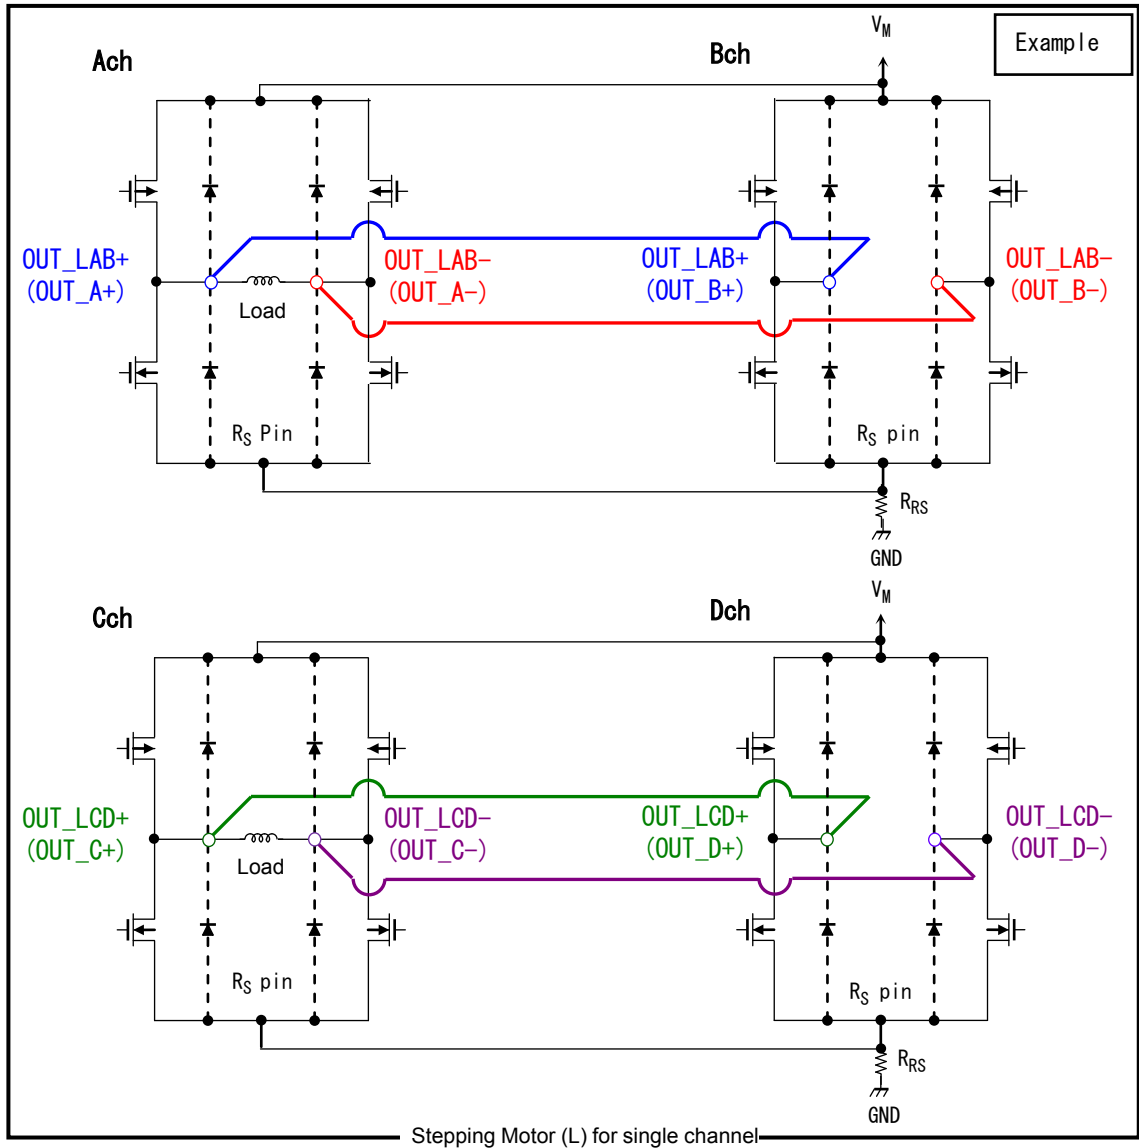 V_M
Example
Ach
Bch
OUT_LAB+
(OUT_A+)
OUT_LAB-
(OUT_A-)
OUT_LAB+
(OUT_B+)
OUT_LAB-
(OUT_B-)
Load
R_S Pin
R_S pin
R_RS
GND
V_M
Cch
Dch
OUT_LCD+
(OUT_C+)
OUT_LCD-
(OUT_C-)
OUT_LCD+
(OUT_D+)
OUT_LCD-
(OUT_D-)
Load
R_S pin
R_S pin
R_RS
GND
Stepping Motor (L) for single channel